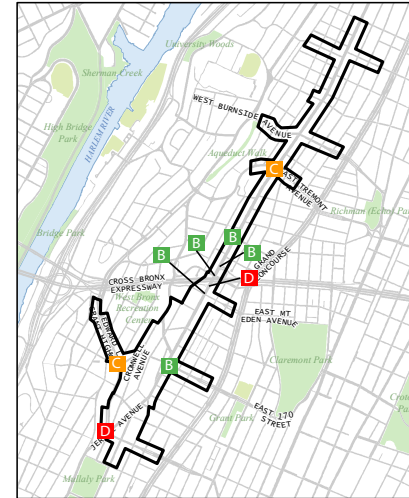 University Woods
Sherman Creek
WEST BURNSIDE AVENUE
High Bridge
Park
HARLEM RIVER
Aqueduct Walk
C
EAST TREMONT
AVENUE
Richman (Echo) Park
Bridge Park
B
B
B
B
GRAND
CONCOURSE
D
CROSS BRONX
EXPRESSWAY
West Bronx
Recreation
Center
EAST MT
EDEN AVENUE
CROMWELL
AVENUE
C
B
Claremont Park
D
JEROME AVENUE
Grant Park
EAST 170
STREET
Mullaly Park